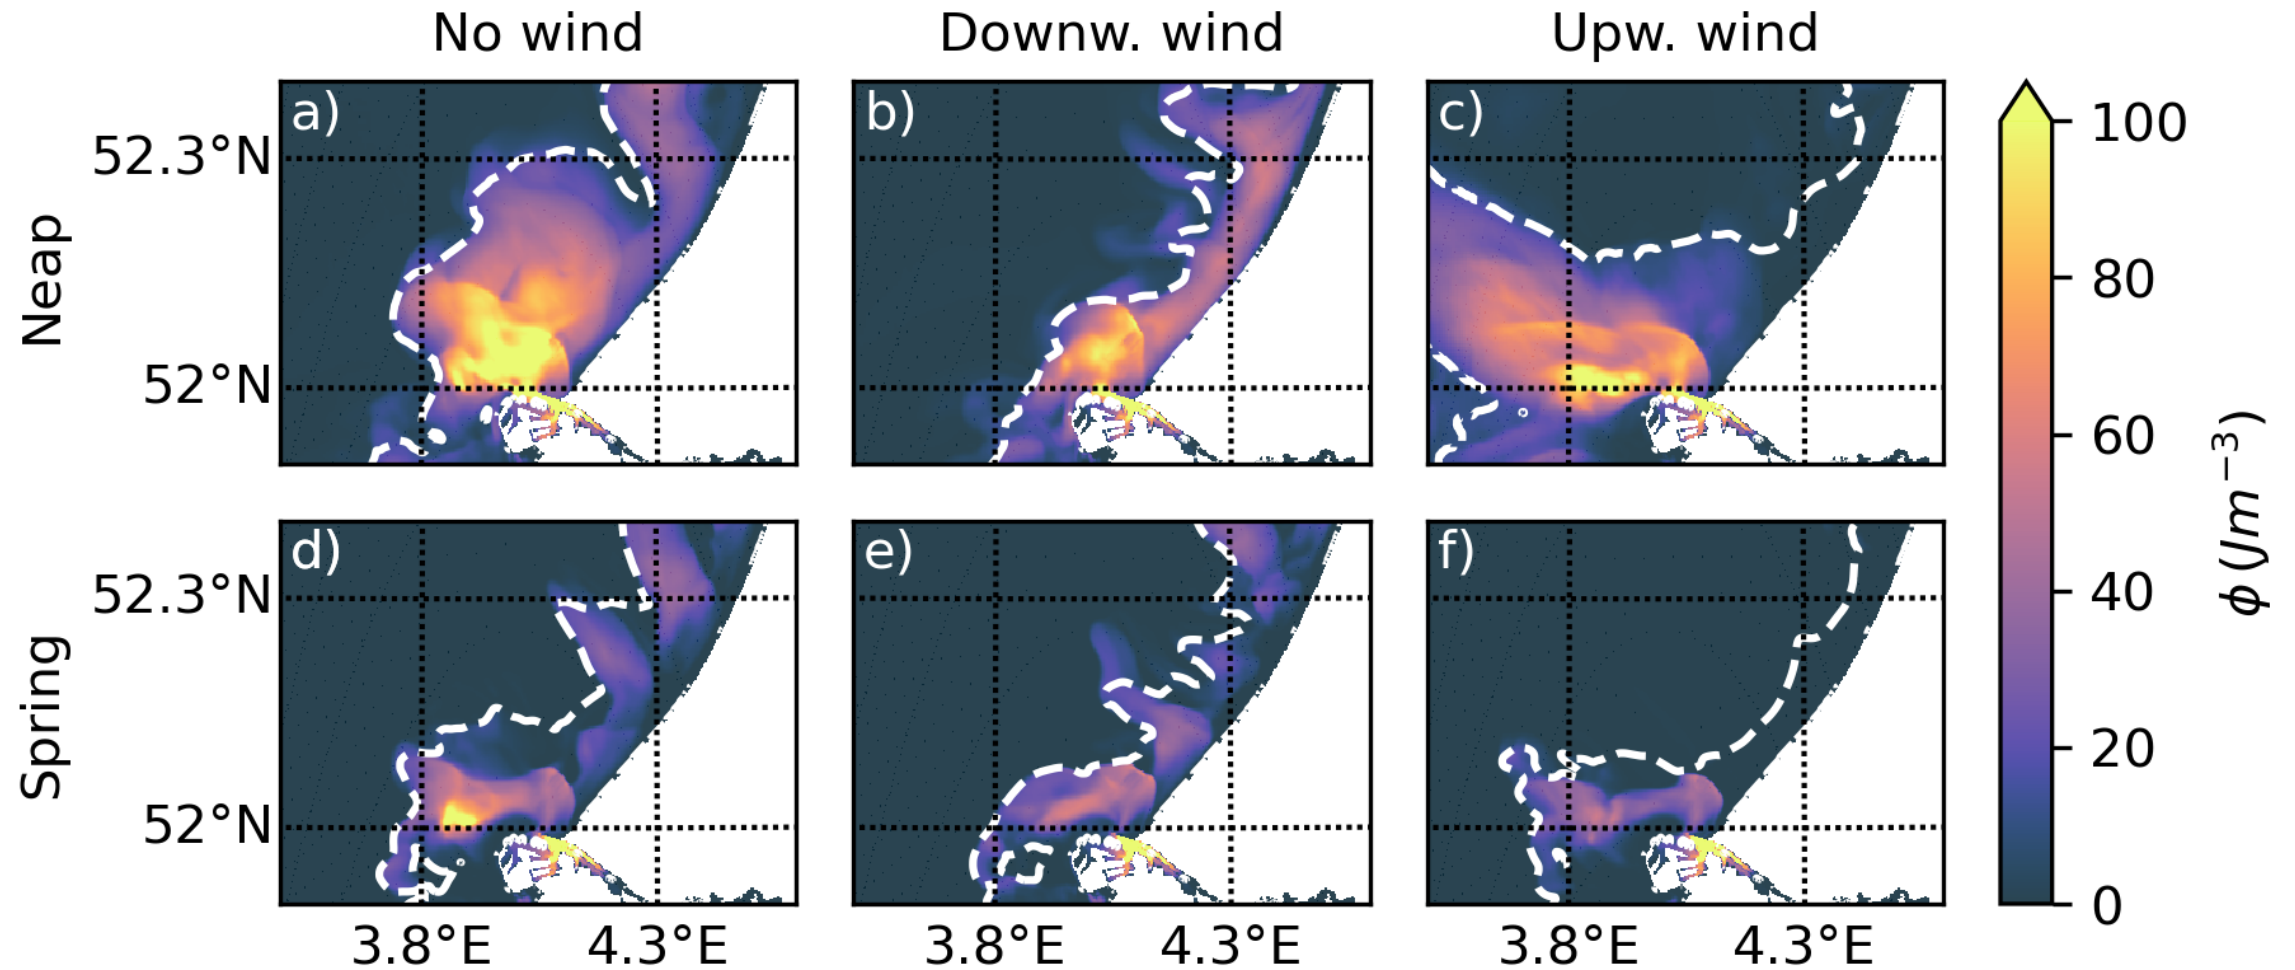 No wind
Downw. wind
Upw. wind
Neap
52.3°N
52°N
a)
b)
c)
Spring
52.3°N
52°N
d)
e)
f)
3.8°E
4.3°E
3.8°E
4.3°E
3.8°E
4.3°E
100
80
60
40
20
0
ϕ (Jm⁻³)